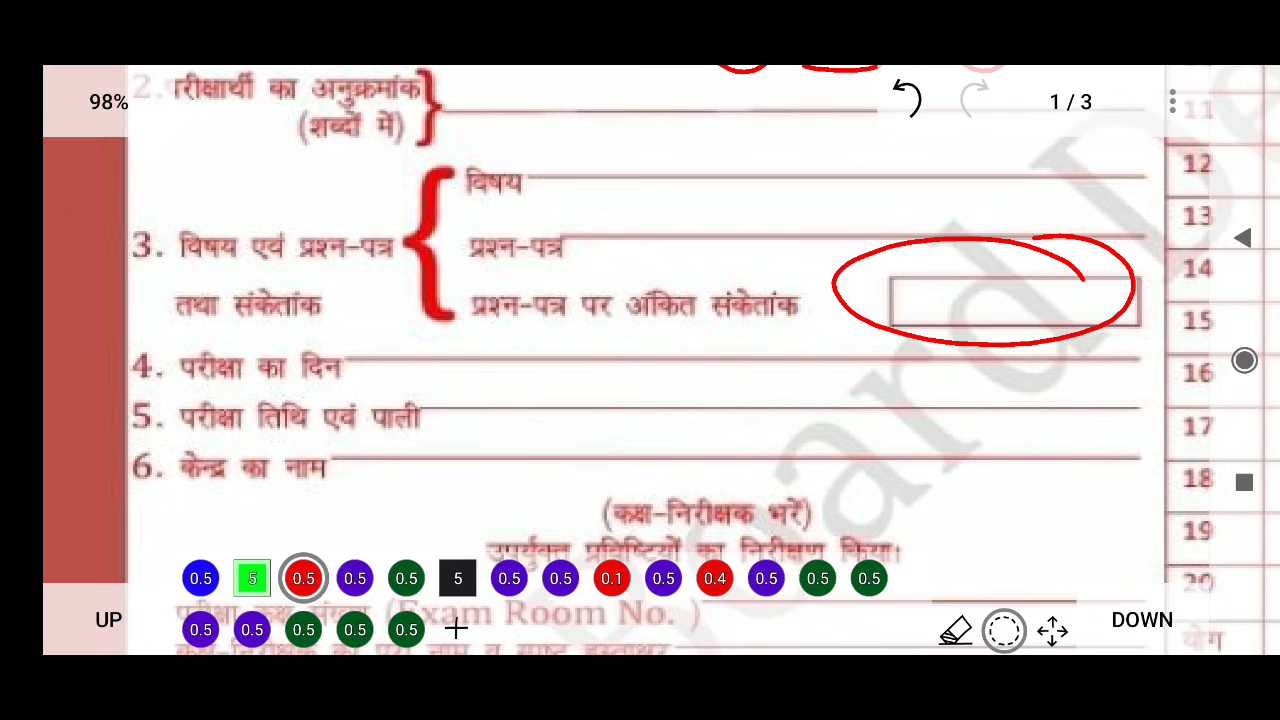 98%
1 / 3
2. परीक्षार्थी का अनुक्रमांक
(शब्दों में)
विषय
3. विषय एवं प्रश्न-पत्र
प्रश्न-पत्र
तथा संकेतांक
प्रश्न-पत्र पर अंकित संकेतांक
4. परीक्षा का दिन
5. परीक्षा तिथि एवं पाली
6. केन्द्र का नाम
(कक्ष-निरीक्षक भरें)
उपर्युक्त प्रविष्टियों का निरीक्षण किया।
परीक्षा कक्ष संख्या (Exam Room No. )
11
12
13
14
15
16
17
18
19
20
योग
0.5 5 0.5 0.5 0.5 5 0.5 0.5 0.1 0.5 0.4 0.5 0.5 0.5
UP 0.5 0.5 0.5 0.5 0.5 + DOWN
Board